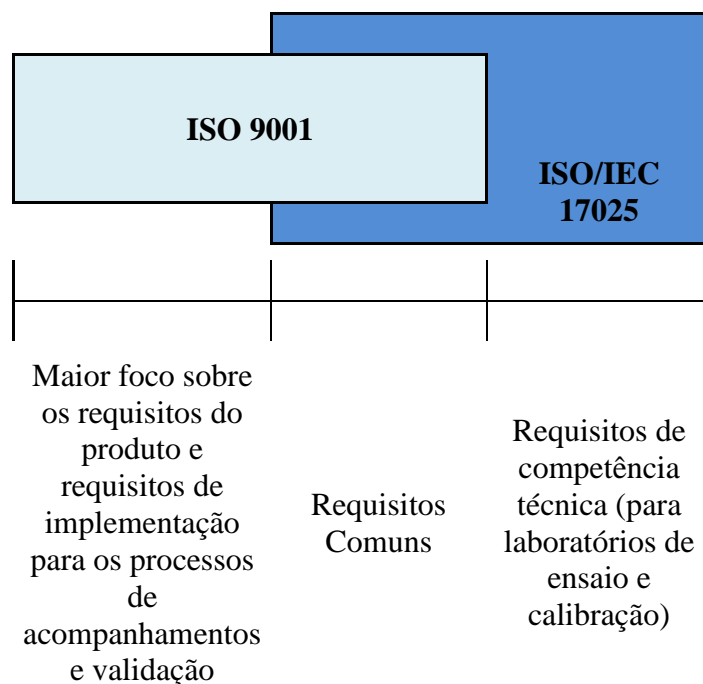 ISO 9001
ISO/IEC
17025
Maior foco sobre
os requisitos do
produto e
requisitos de
implementação
para os processos
de
acompanhamentos
e validação
Requisitos
Comuns
Requisitos de
competência
técnica (para
laboratórios de
ensaio e
calibração)